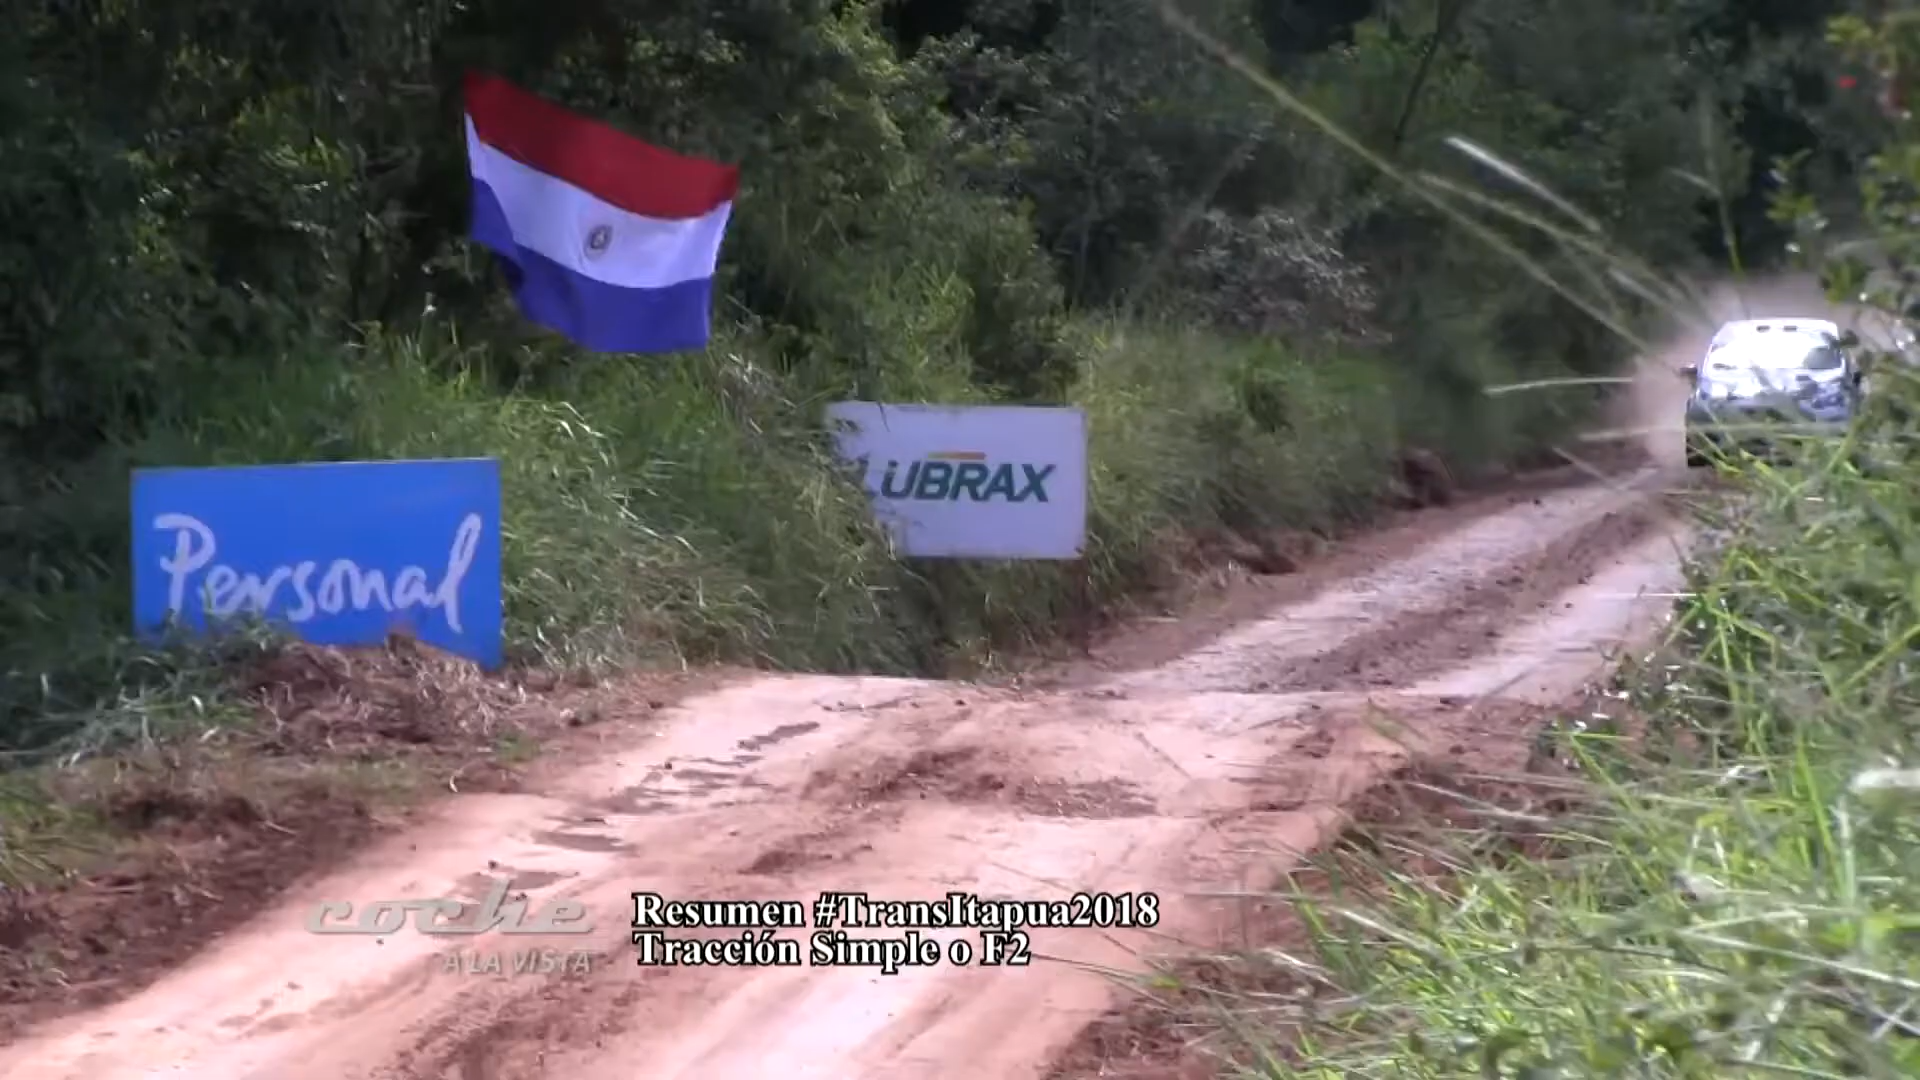 Personal
LUBRAX
coche
A LA VISTA
Resumen #TransItapua2018
Tracción Simple o F2